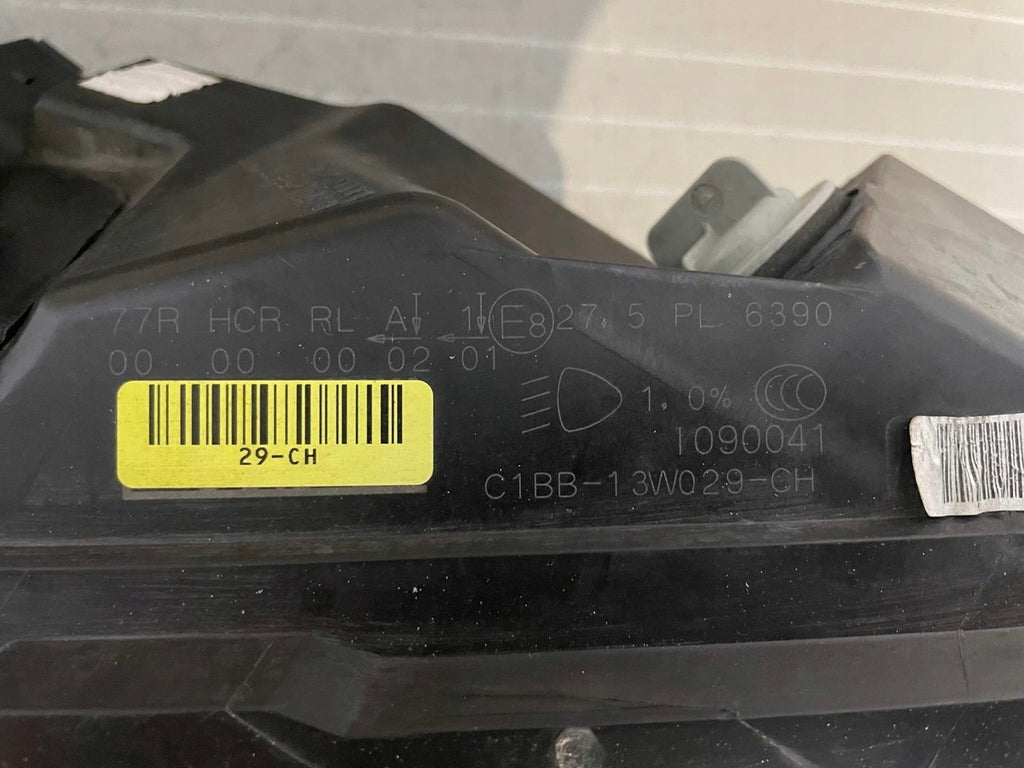 77R HCR RL A 1 E8 27.5 PL 6390
00 00 00 02 01
1.0% CCC
1090041
29-CH
C1BB-13W029-CH